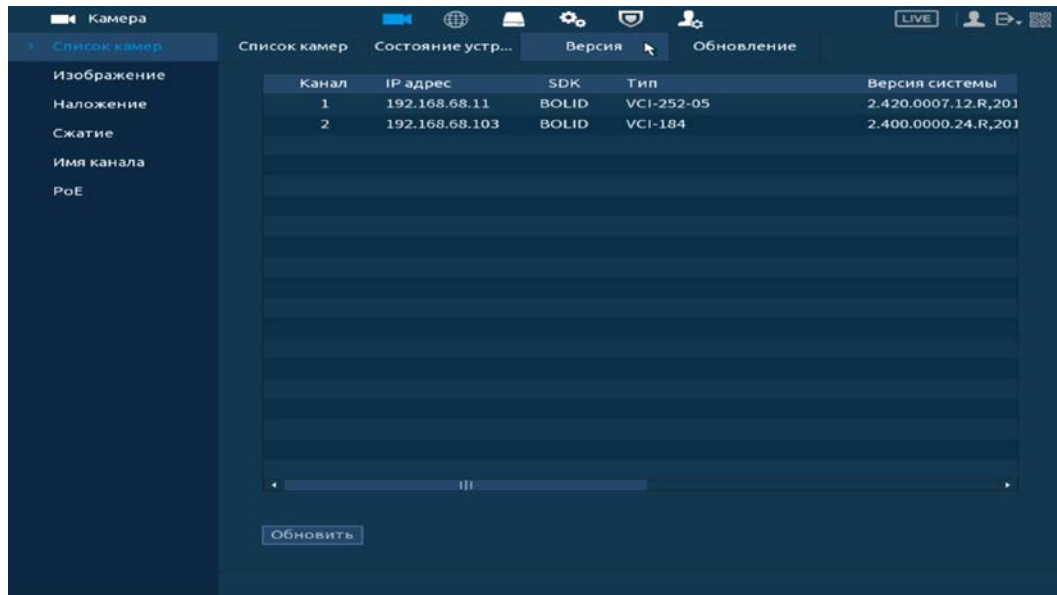 Камера LIVE
Список камер
Изображение
Наложение
Сжатие
Имя канала
PoE
Список камер Состояние устр... Версия Обновление
Канал IP адрес SDK Тип Версия системы
1 192.168.68.11 BOLID VCI-252-05 2.420.0007.12.R,201
2 192.168.68.103 BOLID VCI-184 2.400.0000.24.R,201
Обновить